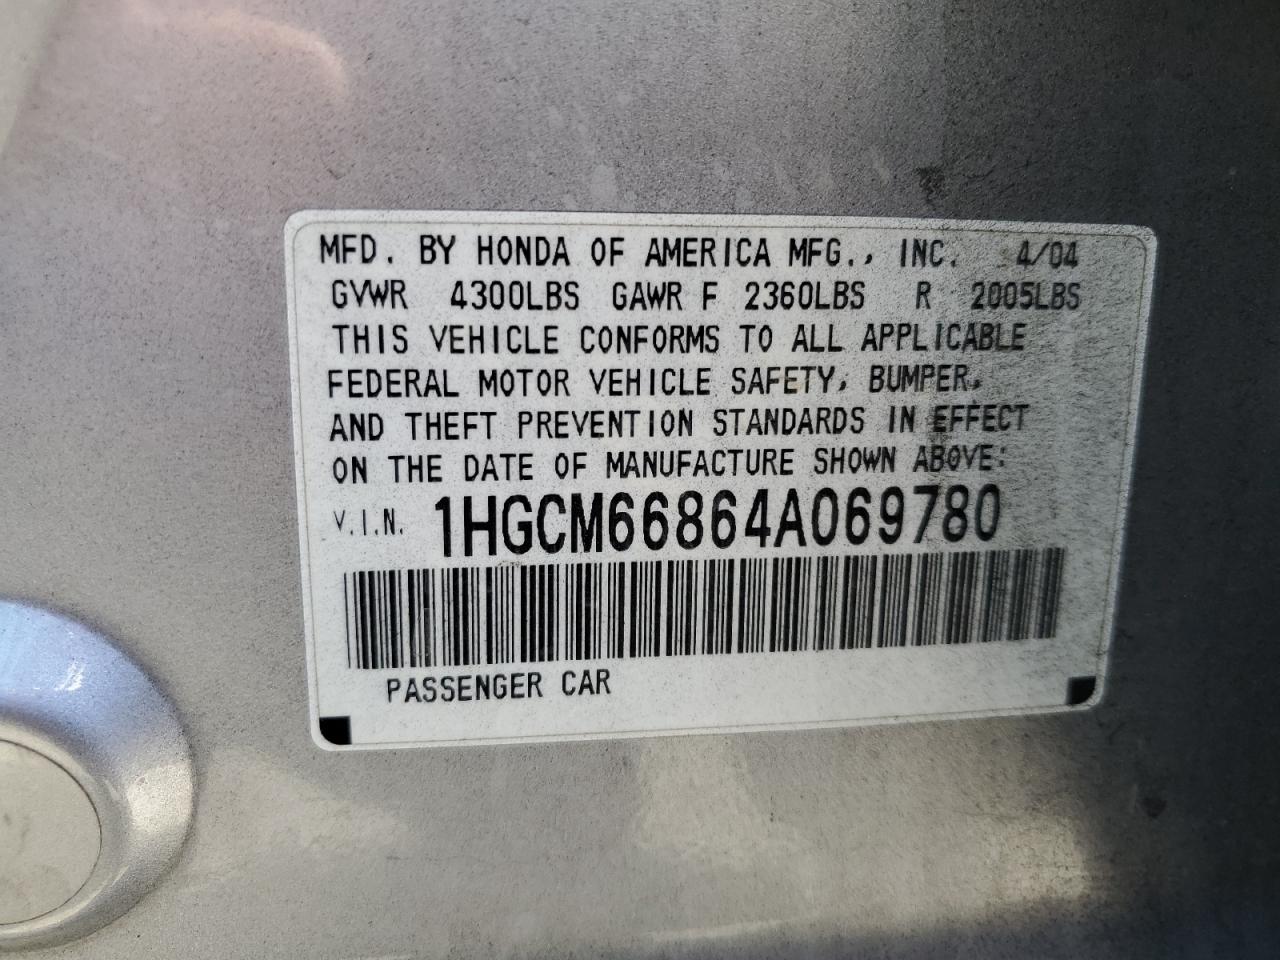 MFD. BY HONDA OF AMERICA MFG., INC. 4/04
GVWR 4300LBS GAWR F 2360LBS R 2005LBS
THIS VEHICLE CONFORMS TO ALL APPLICABLE
FEDERAL MOTOR VEHICLE SAFETY, BUMPER,
AND THEFT PREVENTION STANDARDS IN EFFECT
ON THE DATE OF MANUFACTURE SHOWN ABOVE:
V.I.N. 1HGCM66864A069780
PASSENGER CAR